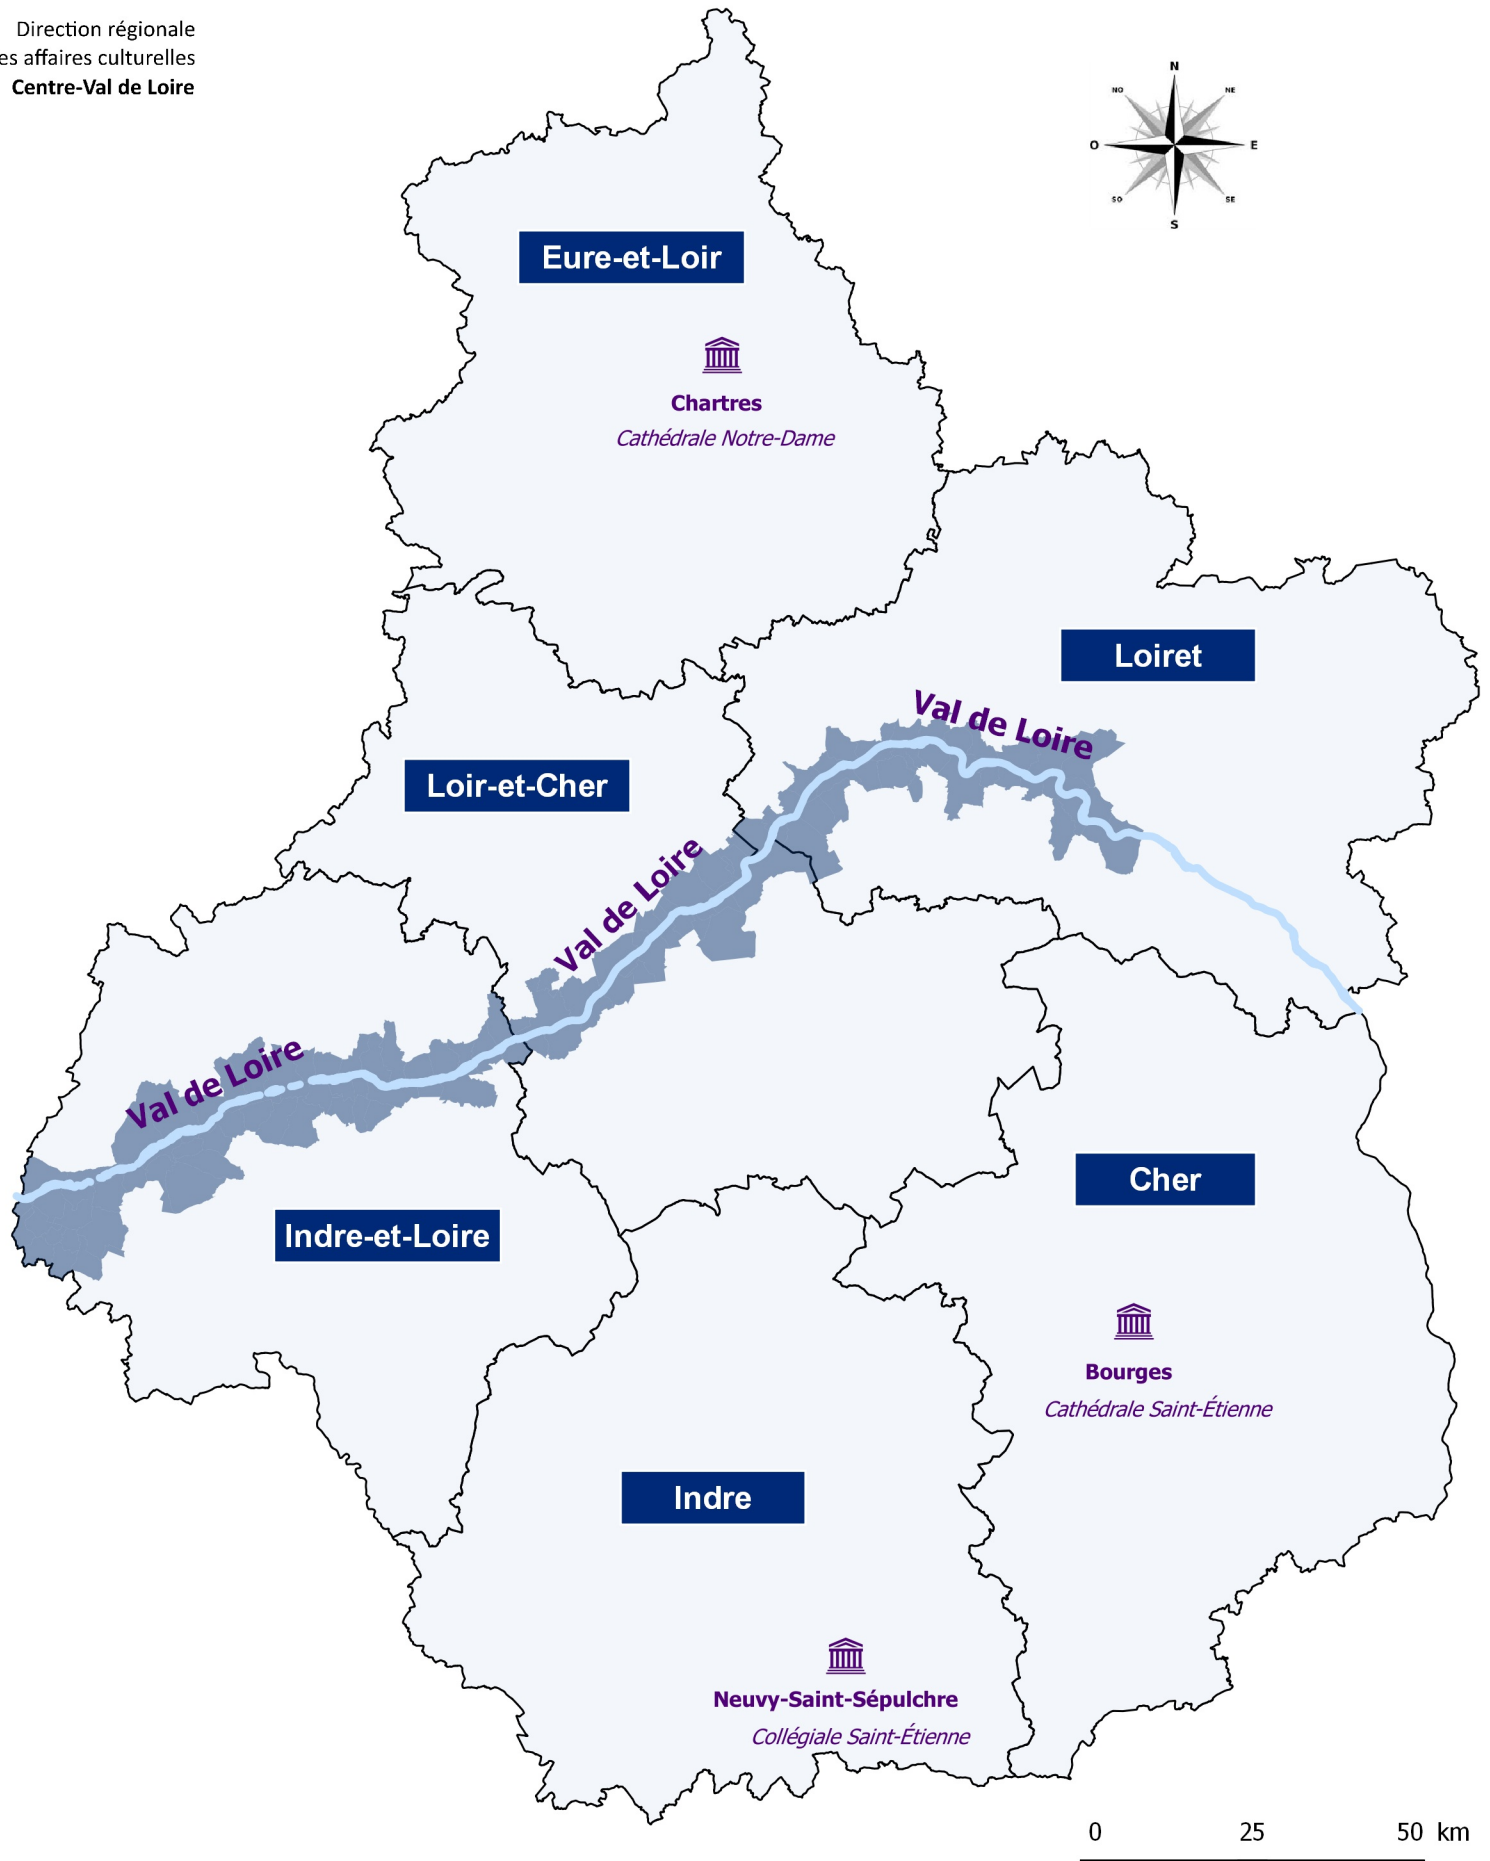 Direction régionale
es affaires culturelles
Centre-Val de Loire
N
NO
NE
O
E
SO
SE
S
Eure-et-Loir
Chartres
Cathédrale Notre-Dame
Loiret
Val de Loire
Loir-et-Cher
Val de Loire
Val de Loire
Cher
Indre-et-Loire
Bourges
Cathédrale Saint-Étienne
Indre
Neuvy-Saint-Sépulchre
Collégiale Saint-Étienne
0 25 50 km